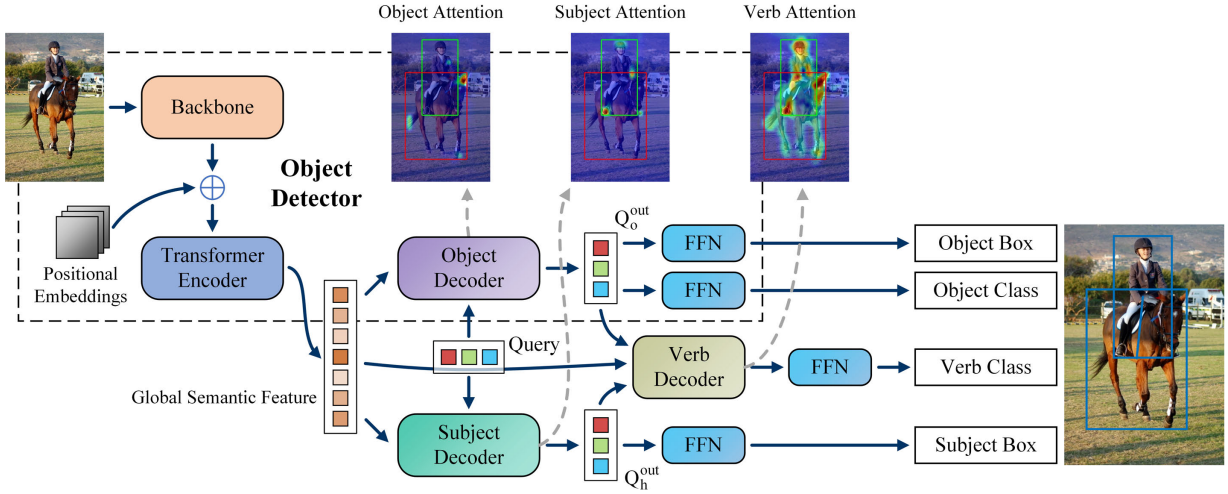 Object Attention
Subject Attention
Verb Attention
Backbone
Object
Detector
Positional
Embeddings
Transformer
Encoder
Object
Decoder
Q_o^out
FFN
Object Box
FFN
Object Class
Query
Global Semantic Feature
Verb
Decoder
FFN
Verb Class
Subject
Decoder
Q_h^out
FFN
Subject Box